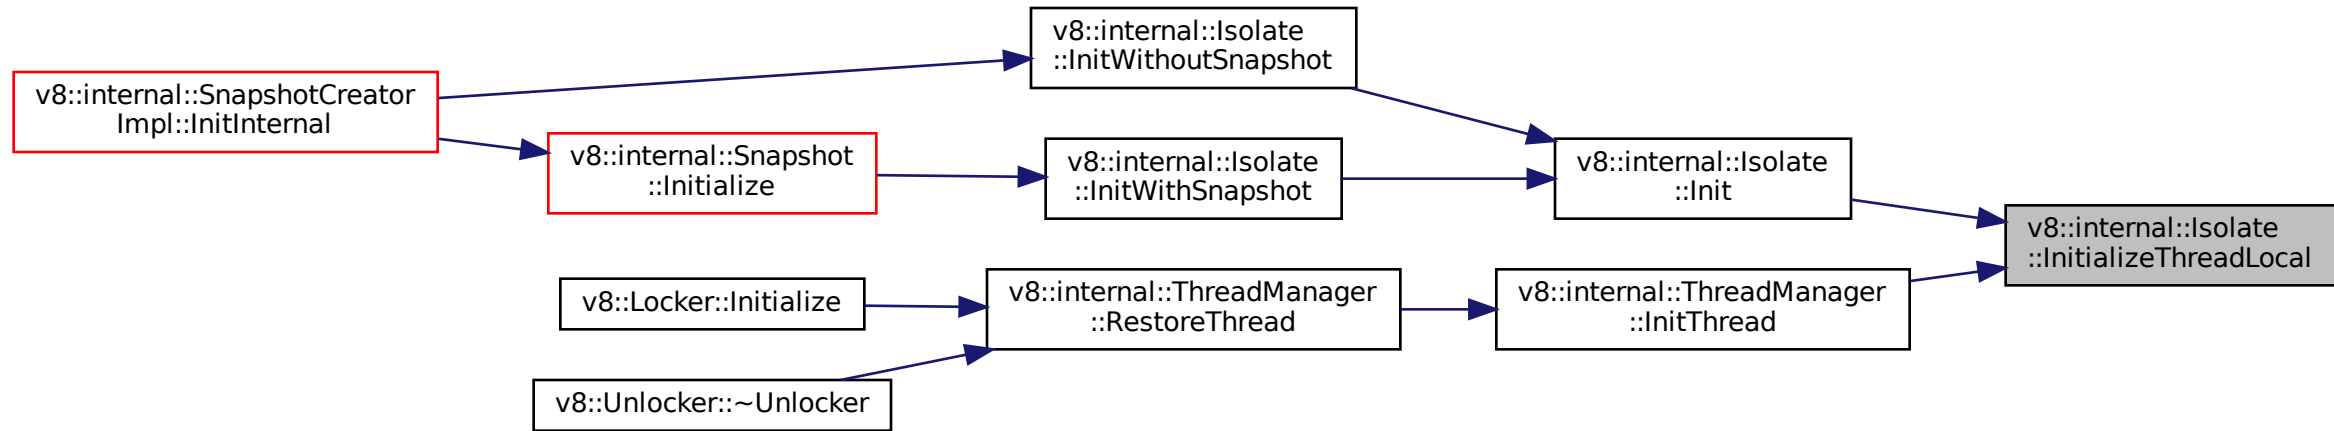 v8::internal::SnapshotCreator
Impl::InitInternal
v8::internal::Snapshot
::Initialize
v8::Locker::Initialize
v8::Unlocker::~Unlocker
v8::internal::Isolate
::InitWithoutSnapshot
v8::internal::Isolate
::InitWithSnapshot
v8::internal::ThreadManager
::RestoreThread
v8::internal::Isolate
::Init
v8::internal::ThreadManager
::InitThread
v8::internal::Isolate
::InitializeThreadLocal